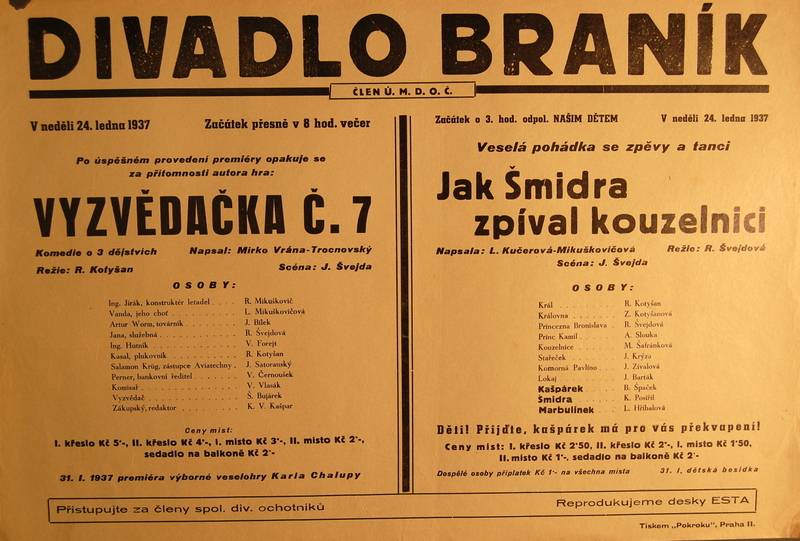 DIVADLO BRANÍK
ČLEN Ú. M. D. O. Č.
V neděli 24. ledna 1937 Začátek přesně v 8 hod. večer
Po úspěšném provedení premiéry opakuje se
za přítomnosti autora hra:
VYZVĚDAČKA Č. 7
Komedie o 3 dějstvích Napsal: Mirko Vrána-Trocnovský
Režie: R. Kotyšan Scéna: J. Švejda
OSOBY:
Ing. Jirák, konstruktér letadel . . . . R. Mikuškovič
Vanda, jeho choť . . . . . . . . . L. Mikuškovičová
Artur Worm, továrník . . . . . . . . J. Bílek
Jana, služebná . . . . . . . . . . R. Švejdová
Ing. Hutník . . . . . . . . . . . V. Forejt
Kasal, plukovník . . . . . . . . . R. Kotyšan
Salamon Krüg, zástupce Aviatechny . J. Satoranský
Perner, bankovní ředitel . . . . . . V. Černoušek
Komisař . . . . . . . . . . . . V. Vlasák
Vyzvědač . . . . . . . . . . . . Š. Bujárek
Zákupský, redaktor . . . . . . . . K. V. Kašpar
Ceny míst:
I. křeslo Kč 5'-, II. křeslo Kč 4'-, I. místo Kč 3'-, II. místo Kč 2'-,
sedadlo na balkoně Kč 2'-
31. I. 1937 premiéra výborné veselohry Karla Chalupy
Začátek o 3. hod. odpol. NAŠIM DĚTEM V neděli 24. ledna 1937
Veselá pohádka se zpěvy a tanci
Jak Šmidra
zpíval kouzelnici
Napsala: L. Kučerová-Mikuškovičová Režie: R. Švejdová
Scéna: J. Švejda
OSOBY:
Král . . . . . . . . . R. Kotyšan
Královna . . . . . . . Z. Kotyšanová
Princezna Bronislava . . R. Švejdová
Princ Kamil . . . . . . A. Slouka
Kouzelnice . . . . . . M. Šafránková
Stařeček . . . . . . . J. Krýza
Komorná Pavlína . . . . J. Zívalová
Lokaj . . . . . . . . J. Barták
Kašpárek . . . . . . . B. Špaček
Šmidra . . . . . . . . K. Posiřil
Marbulínek . . . . . . L. Hříbalová
Děti! Přijďte, kašpárek má pro vás překvapení!
Ceny míst: I. křeslo Kč 2'50, II. křeslo Kč 2'-, I. místo 1'50,
II. místo Kč 1'-, sedadlo na balkoně Kč 2'-
Dospělé osoby příplatek Kč 1'- na všechna místa 31. I. dětská besídka
Přistupujte za členy spol. div. ochotníků Reprodukujeme desky ESTA
Tiskem „Pokroku", Praha II.